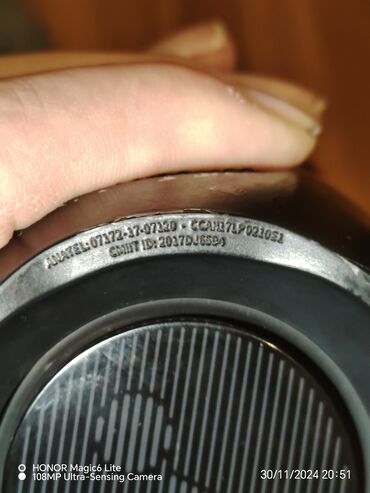 ANATEL:07172-17-07120 • CCAH17LP0210S1
CMIIT ID: 2017DJ6594
HONOR Magic6 Lite
108MP Ultra-Sensing Camera
30/11/2024 20:51